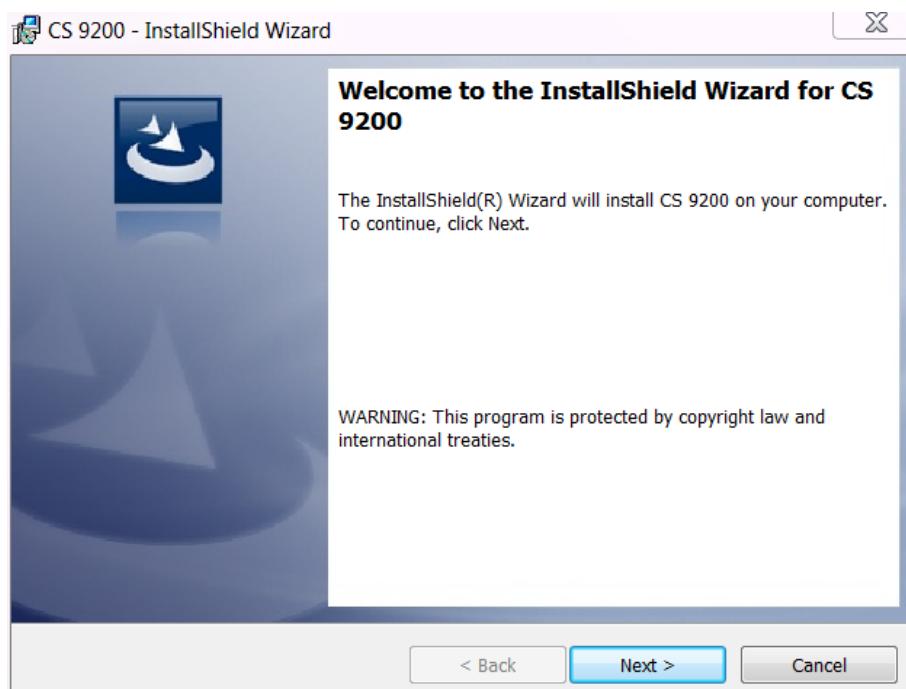 CS 9200 - InstallShield Wizard
Welcome to the InstallShield Wizard for CS
9200
The InstallShield(R) Wizard will install CS 9200 on your computer.
To continue, click Next.
WARNING: This program is protected by copyright law and
international treaties.
< Back
Next >
Cancel